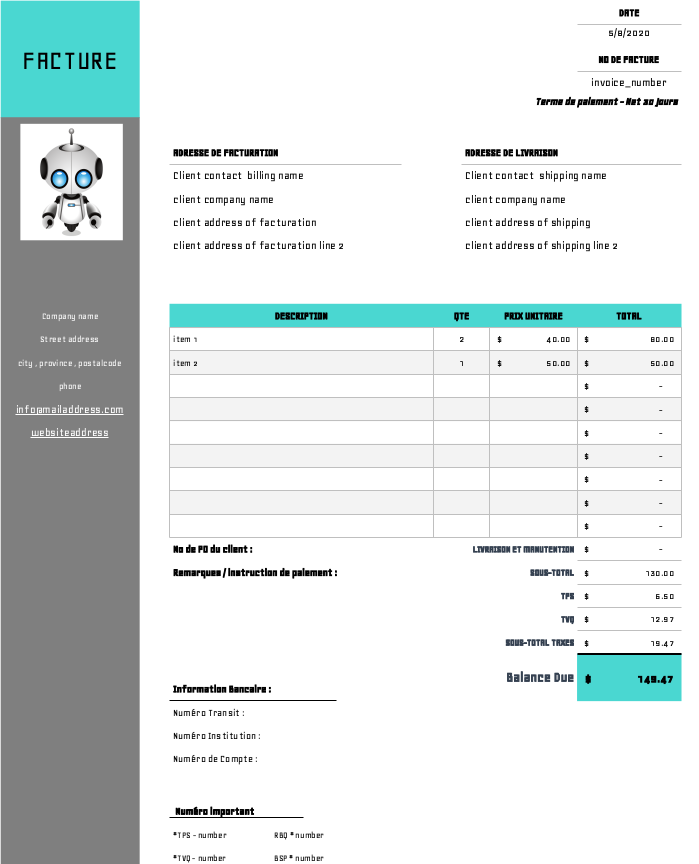 FACTURE
DATE
5/8/2020
NO DE FACTURE
invoice_number
Terme de paiement - Net 30 jours
ADRESSE DE FACTURATION
Client contact billing name
client company name
client address of facturation
client address of facturation line 2
ADRESSE DE LIVRAISON
Client contact shipping name
client company name
client address of shipping
client address of shipping line 2
Company name
Street address
city , province , postalcode
phone
info@mailaddress.com
websiteaddress
DESCRIPTION QTE PRIX UNITAIRE TOTAL
item 1 2 $ 40.00 $ 80.00
item 2 1 $ 50.00 $ 50.00
$ -
$ -
$ -
$ -
$ -
$ -
$ -
No de PO du client : LIVRAISON ET MANUTENTION $ -
Remarques / Instruction de paiement : SOUS-TOTAL $ 130.00
TPS $ 6.50
TVQ $ 12.97
SOUS-TOTAL TAXES $ 19.47
Balance Due $ 149.47
Information Bancaire :
Numéro Transit :
Numéro Institution :
Numéro de Compte :
Numéro important
*TPS - number RBQ * number
*TVQ - number BSP * number